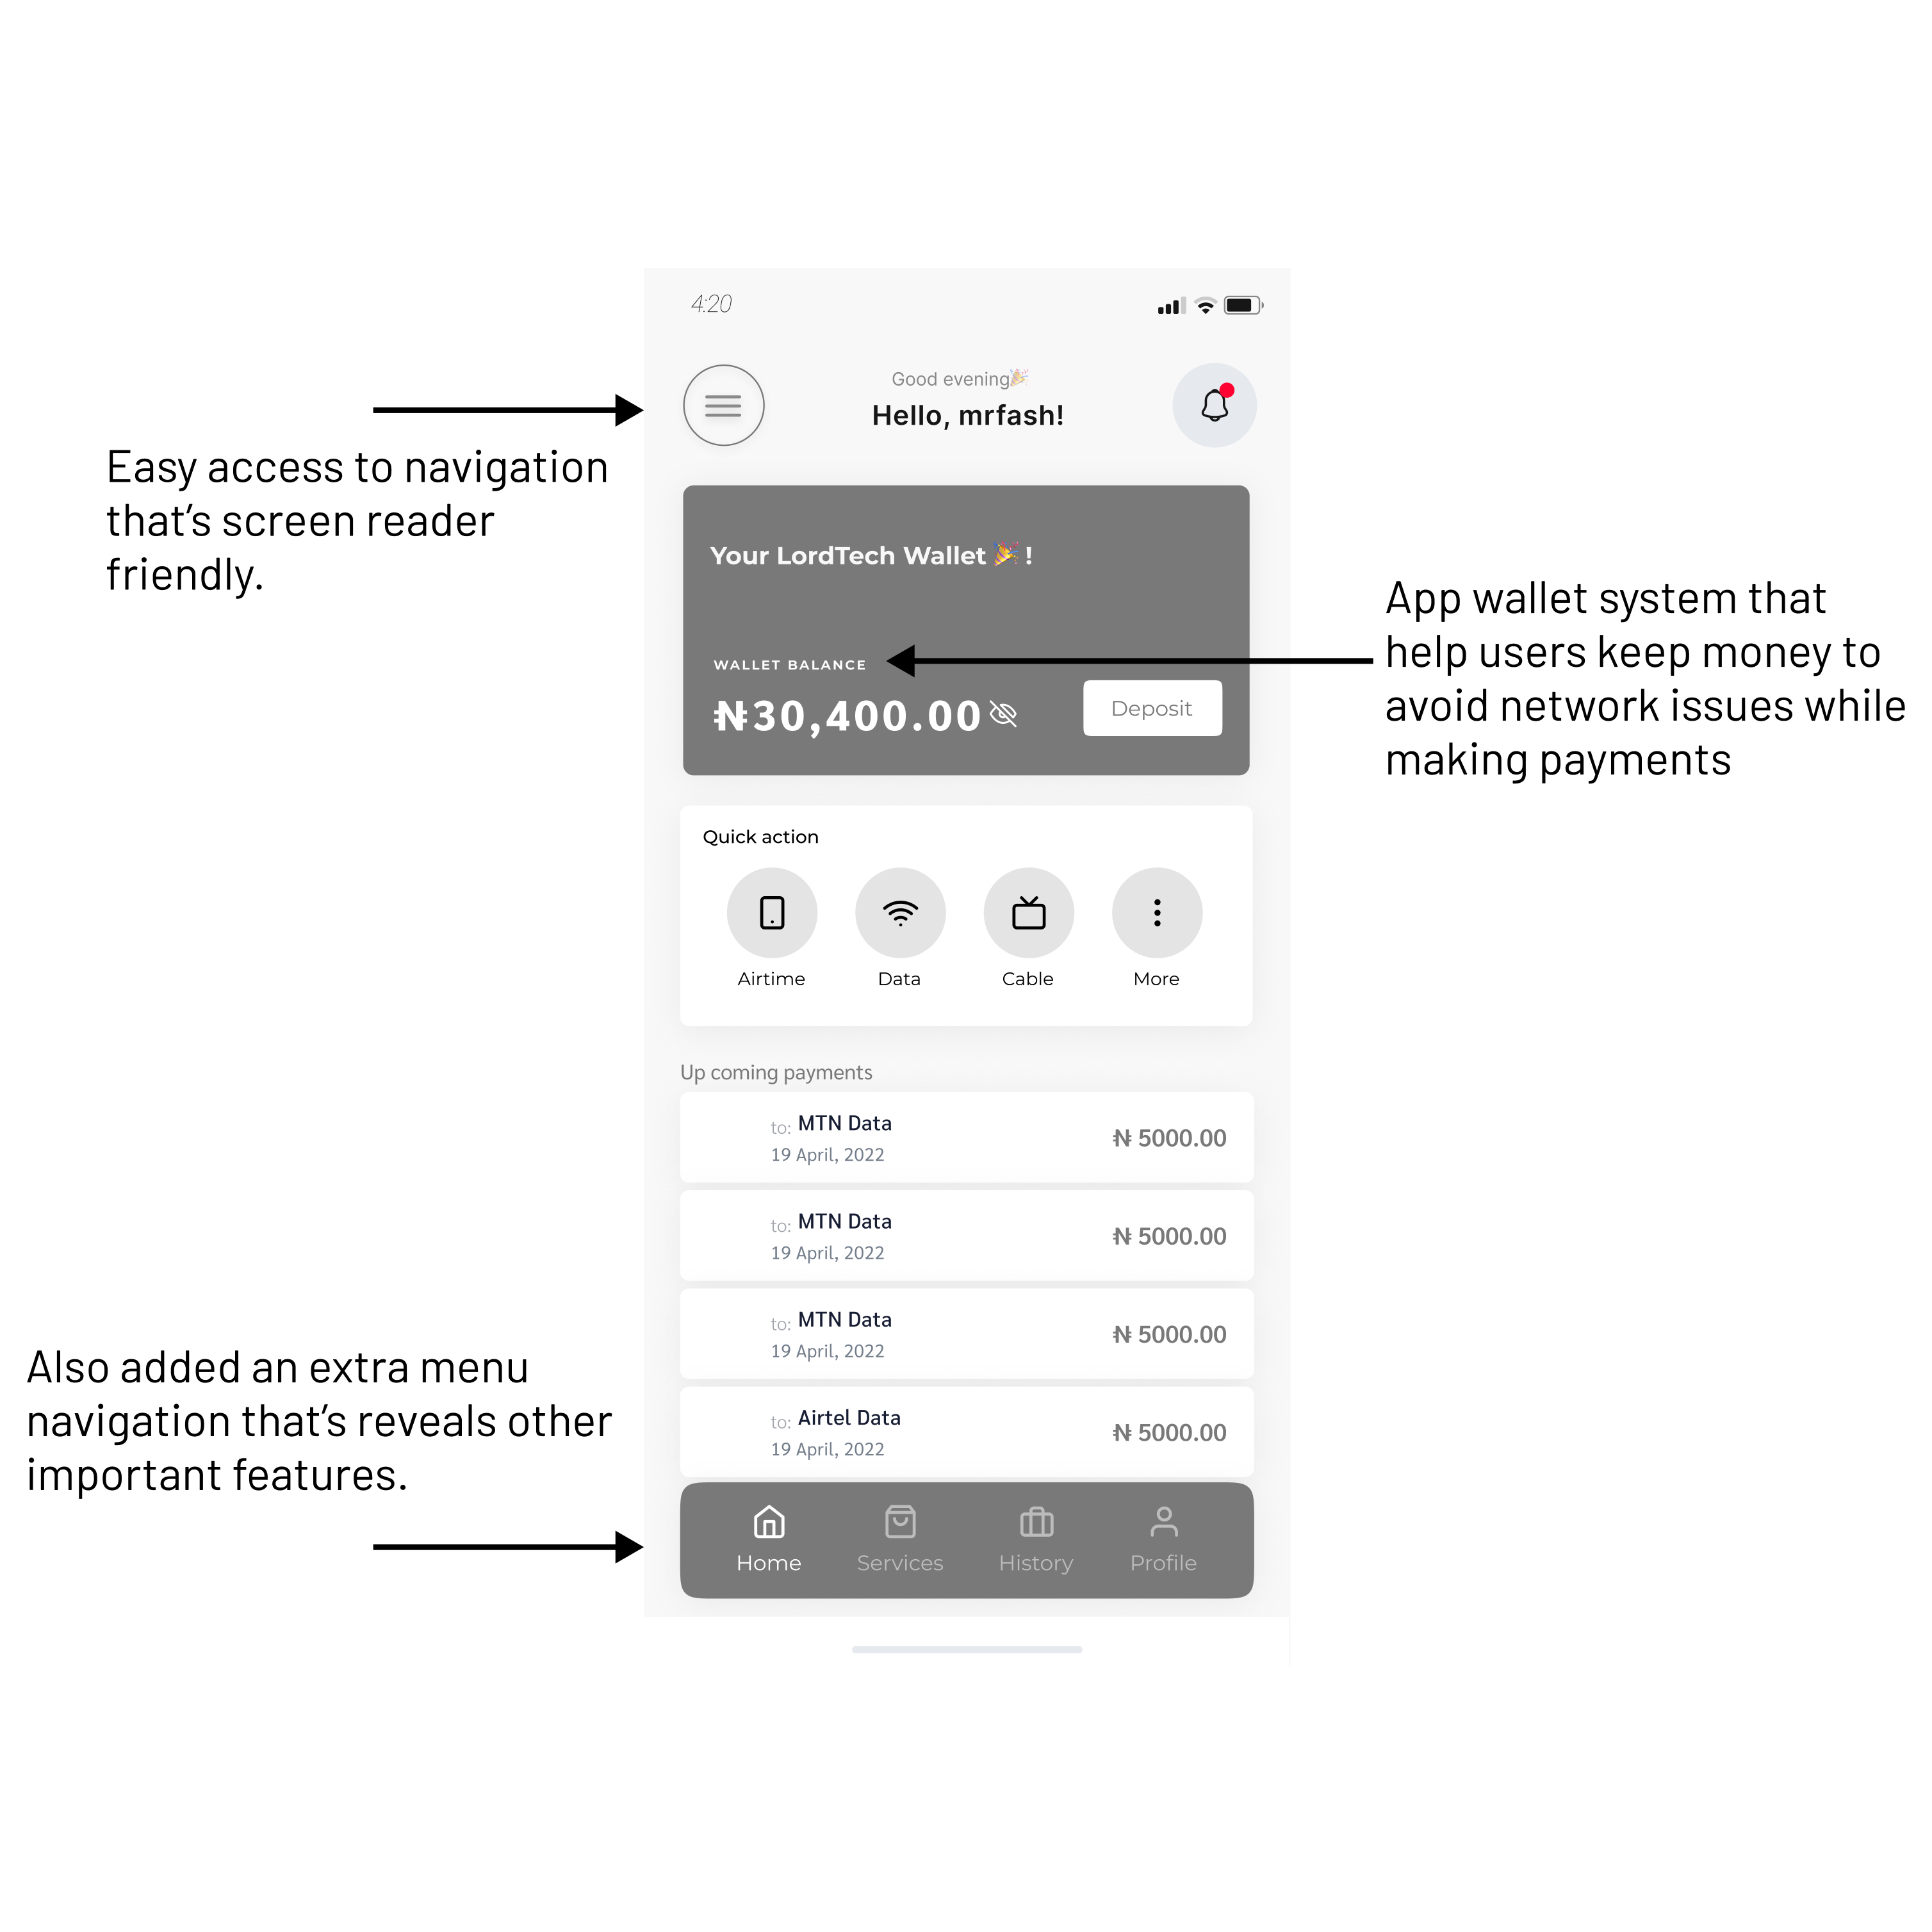 4:20
Good evening🎉
Hello, mrfash!
Easy access to navigation
that's screen reader
friendly.
Your LordTech Wallet 🎉 !
WALLET BALANCE
₦30,400.00
Deposit
App wallet system that
help users keep money to
avoid network issues while
making payments
Quick action
Airtime
Data
Cable
More
Up coming payments
to: MTN Data
19 April, 2022
₦ 5000.00
to: MTN Data
19 April, 2022
₦ 5000.00
to: MTN Data
19 April, 2022
₦ 5000.00
to: Airtel Data
19 April, 2022
₦ 5000.00
Also added an extra menu
navigation that's reveals other
important features.
Home
Services
History
Profile